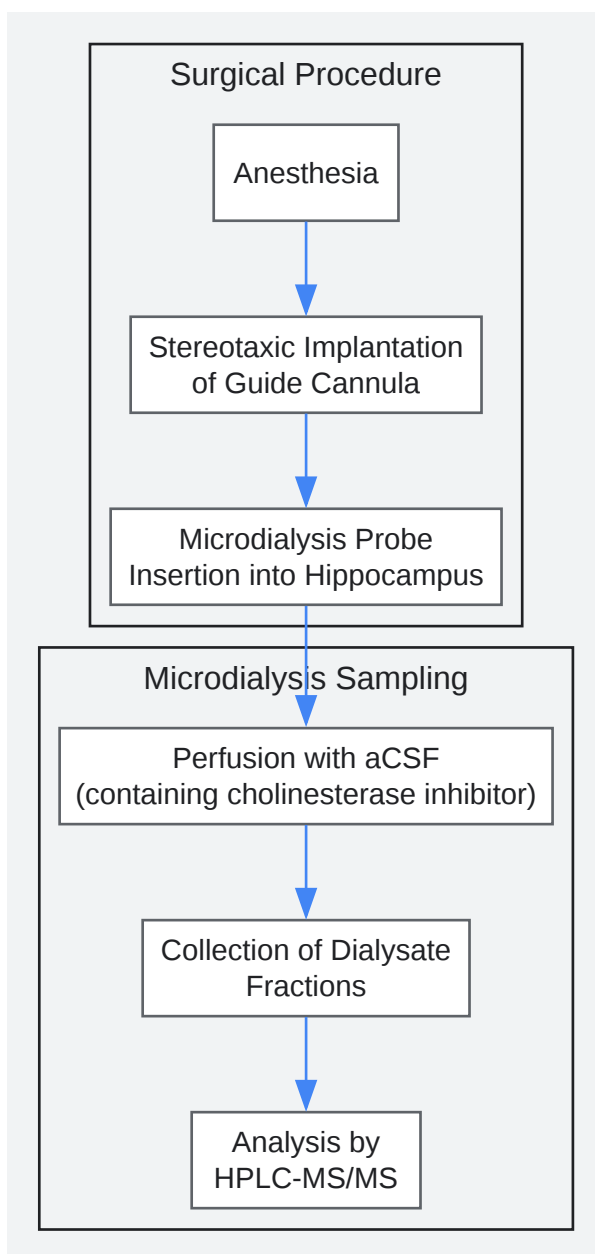 Surgical Procedure
Anesthesia
Stereotaxic Implantation
of Guide Cannula
Microdialysis Probe
Insertion into Hippocampus
Microdialysis Sampling
Perfusion with aCSF
(containing cholinesterase inhibitor)
Collection of Dialysate
Fractions
Analysis by
HPLC-MS/MS